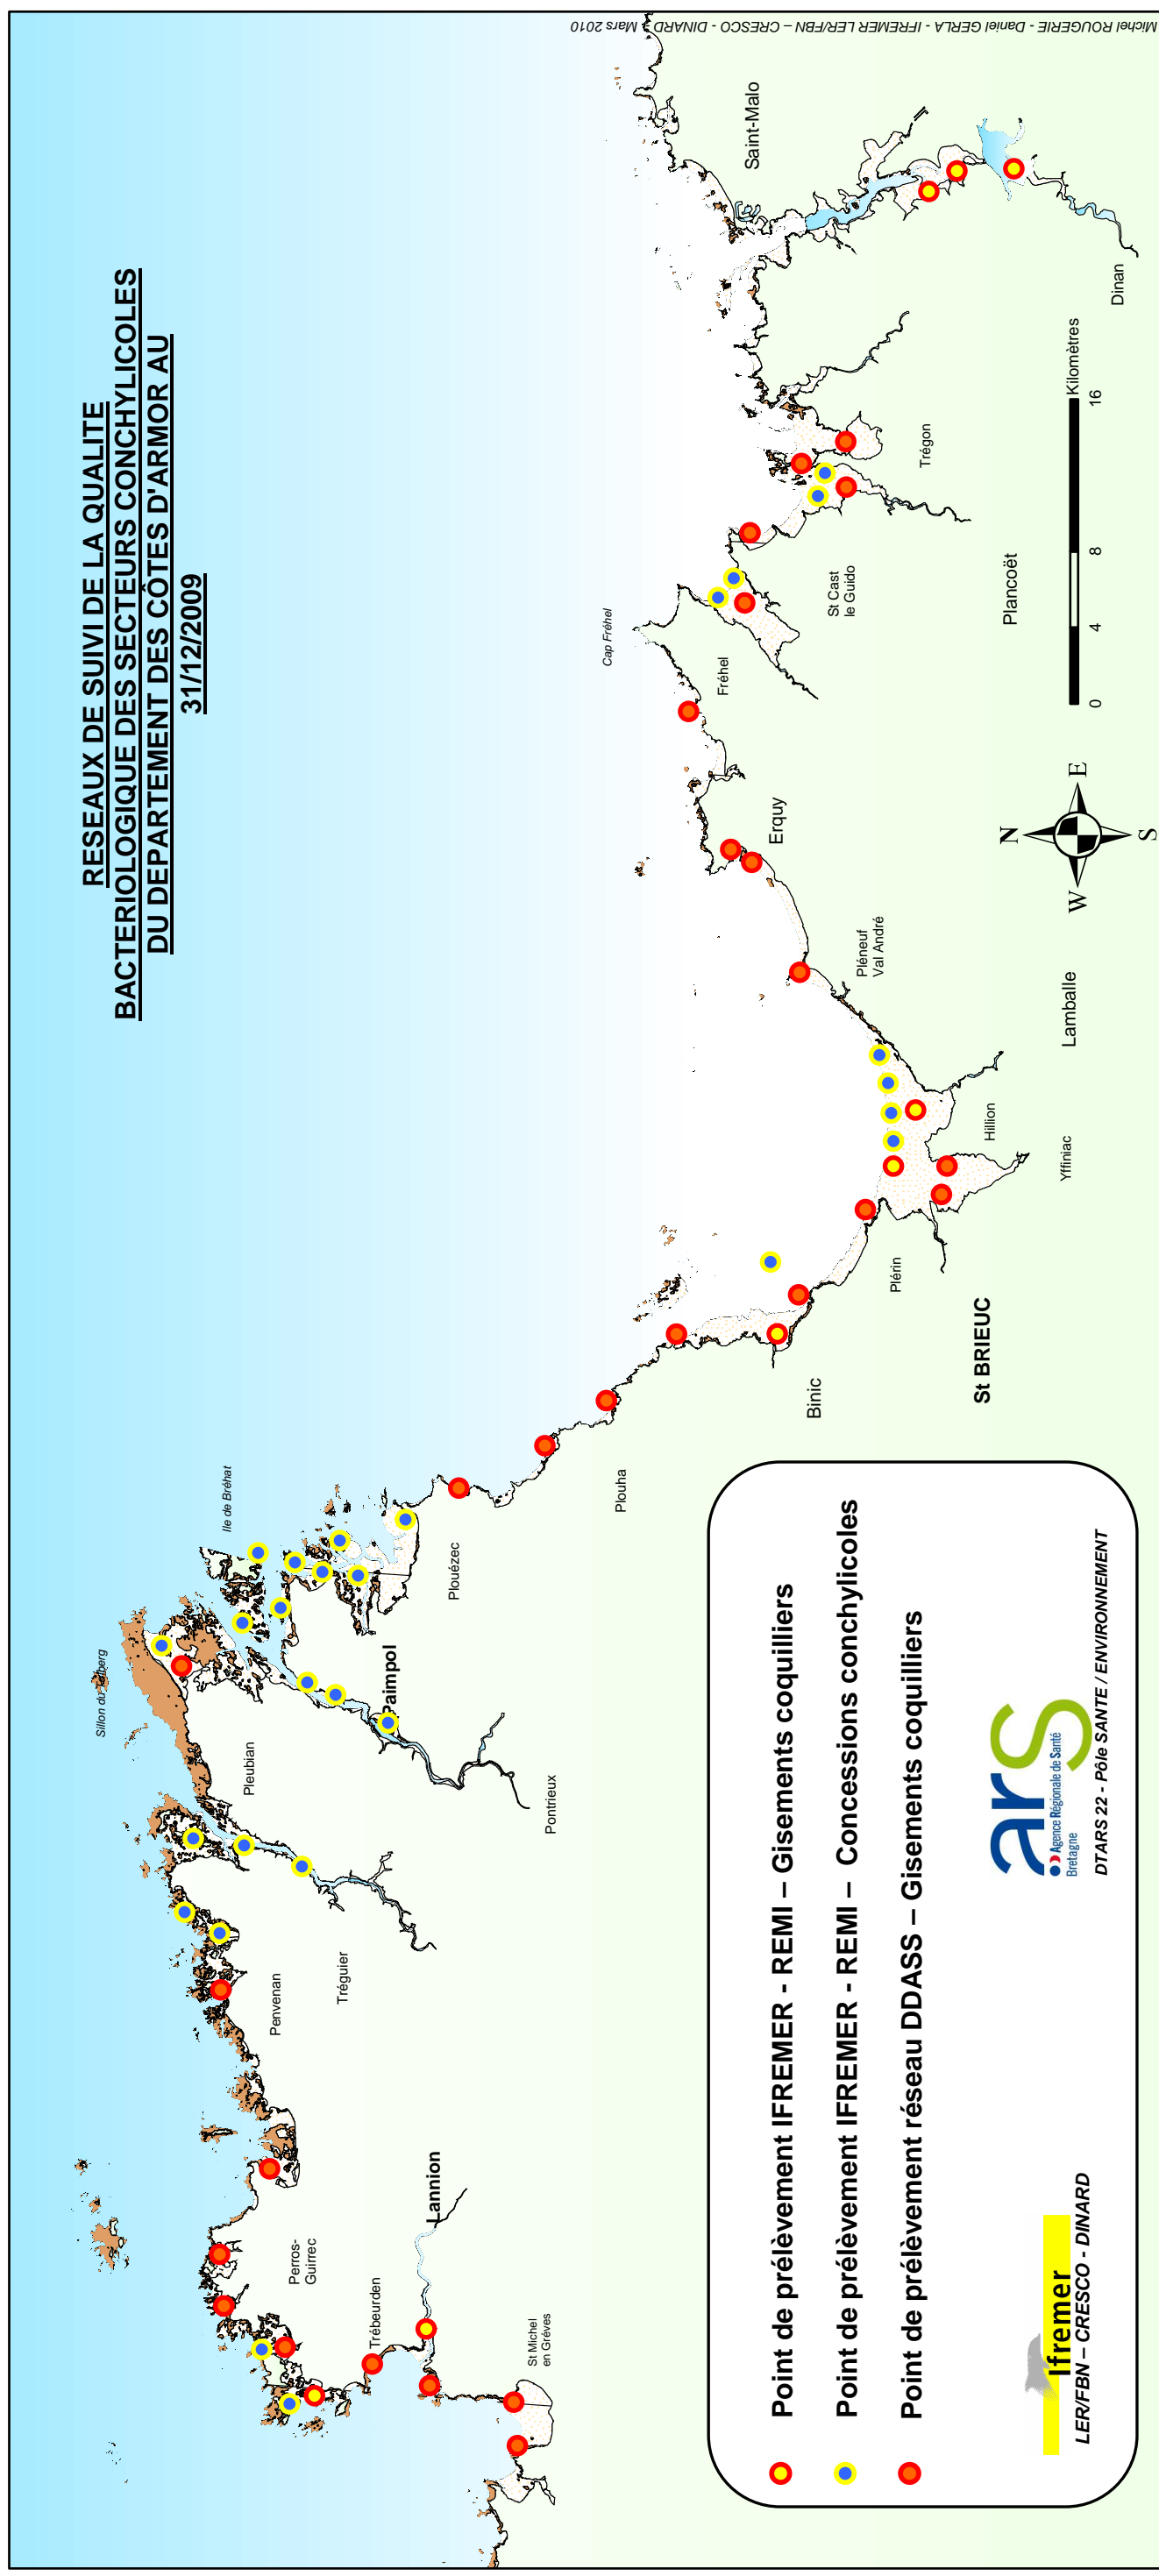 RESEAUX DE SUIVI DE LA QUALITE
BACTERIOLOGIQUE DES SECTEURS CONCHYLICOLES
DU DEPARTEMENT DES CÔTES D'ARMOR AU
31/12/2009
Sillon du Talberg
Ile de Bréhat
Pleubian
Perros-
Guirrec
Penvenan
Tréguier
Paimpol
Lannion
Trébeurden
Plouézec
St Michel
en Grèves
Pontrieux
Plouha
Cap Fréhel
Fréhel
Saint-Malo
Erquy
St Cast
le Guido
Pléneuf
Val André
Binic
Plérin
Trégon
St BRIEUC
Hillion
Yffiniac
Lamballe
Plancoët
Dinan
Point de prélèvement IFREMER - REMI – Gisements coquilliers
Point de prélèvement IFREMER - REMI – Concessions conchylicoles
Point de prélèvement réseau DDASS – Gisements coquilliers
Ifremer
LER/FBN – CRESCO - DINARD
ars
Agence Régionale de Santé
Bretagne
DTARS 22 - Pôle SANTE / ENVIRONNEMENT
N
W
E
S
Kilomètres
0 4 8 16
Michel ROUGERIE - Daniel GERLA - IFREMER LER/FBN – CRESCO - DINARD - Mars 2010